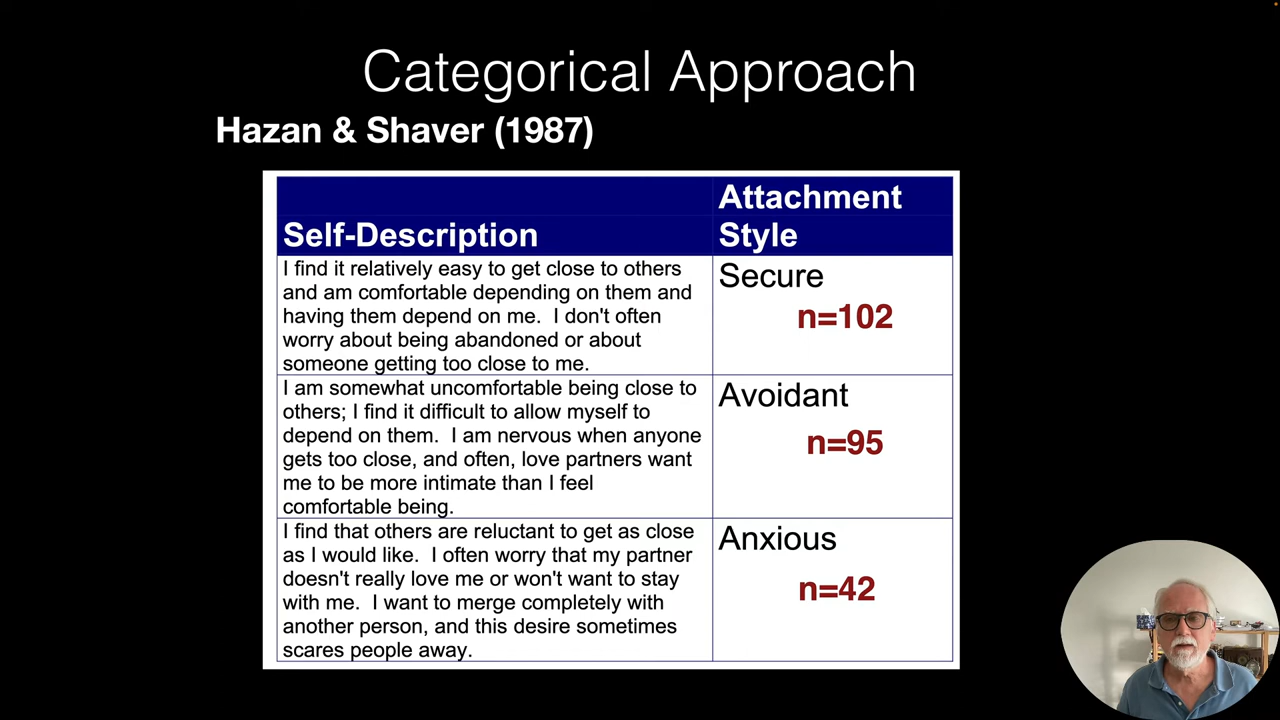 Categorical Approach
Hazan & Shaver (1987)
Self-Description
Attachment
Style
I find it relatively easy to get close to others
and am comfortable depending on them and
having them depend on me.  I don't often
worry about being abandoned or about
someone getting too close to me.
Secure
n=102
I am somewhat uncomfortable being close to
others; I find it difficult to allow myself to
depend on them.  I am nervous when anyone
gets too close, and often, love partners want
me to be more intimate than I feel
comfortable being.
Avoidant
n=95
I find that others are reluctant to get as close
as I would like.  I often worry that my partner
doesn't really love me or won't want to stay
with me.  I want to merge completely with
another person, and this desire sometimes
scares people away.
Anxious
n=42